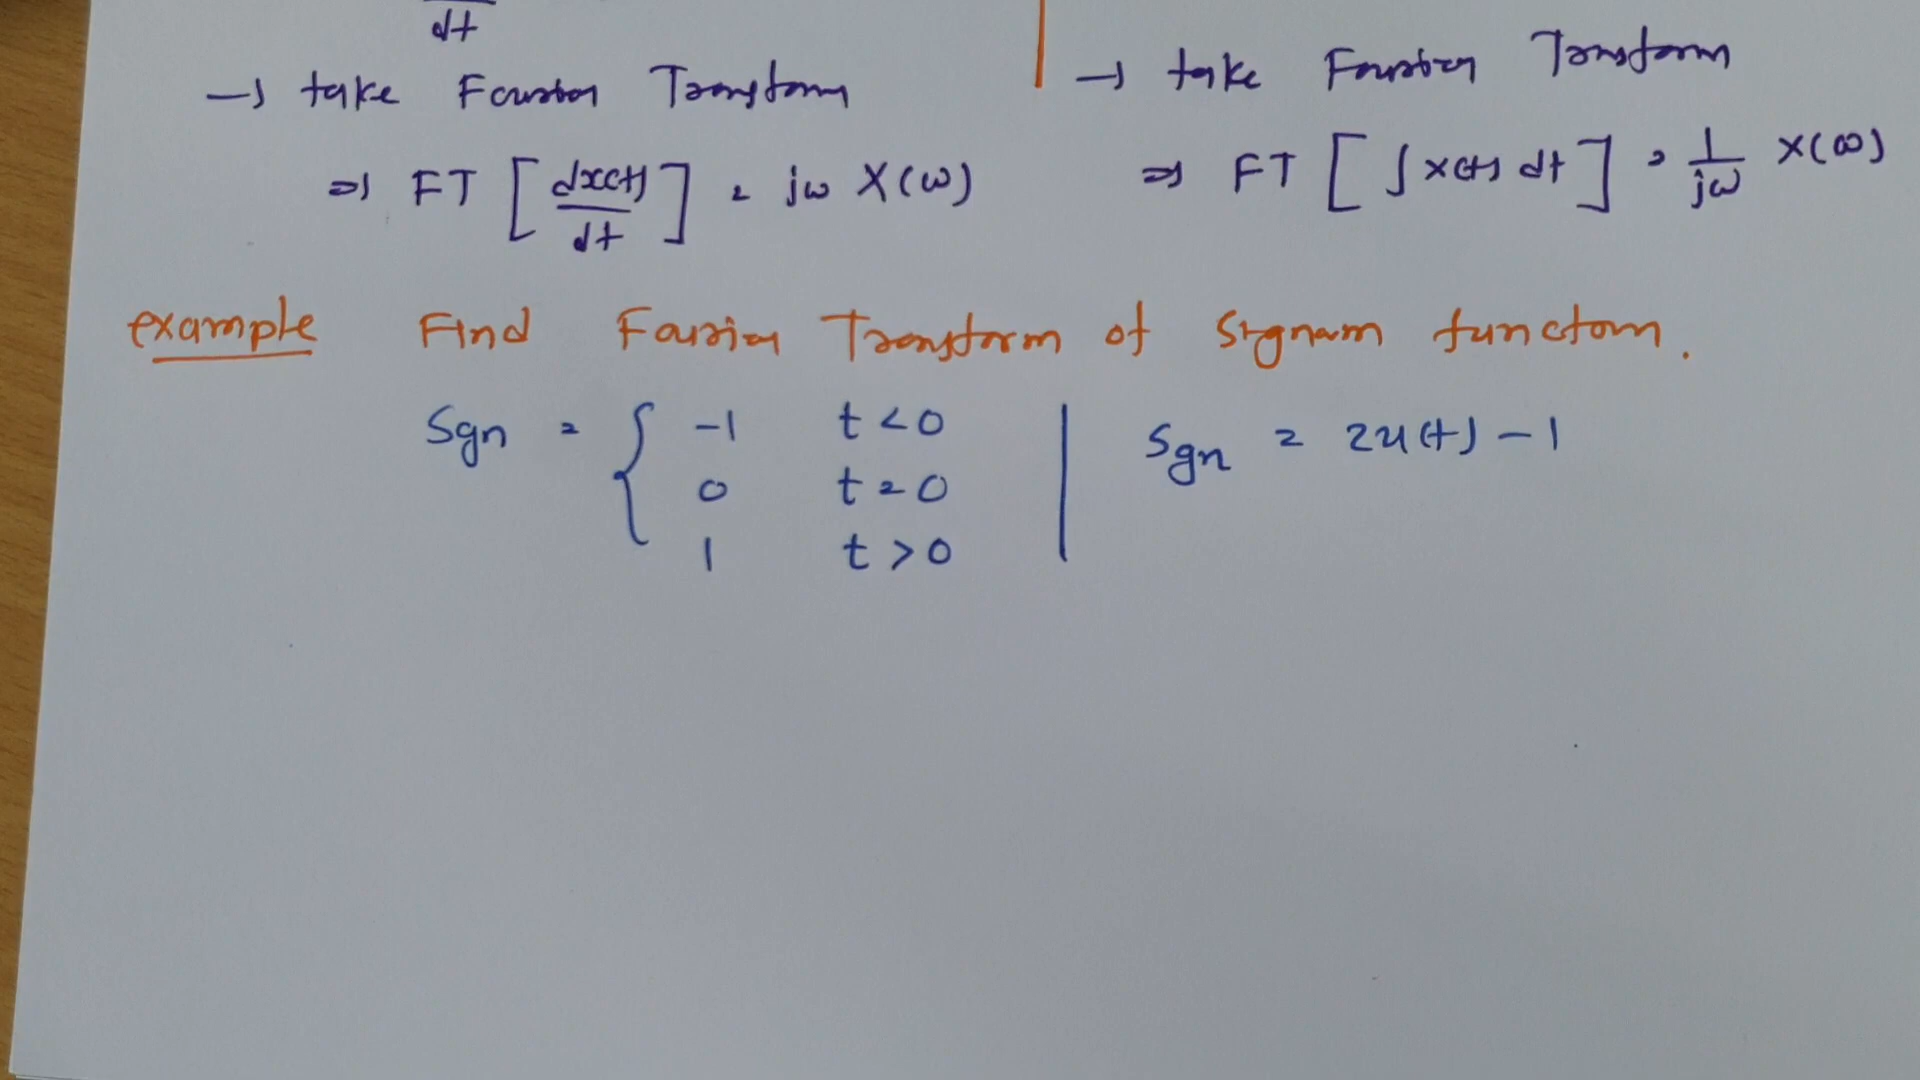 dt
→ take Fourier Transform
⇒ FT [ dx(t) / dt ] = jω X(ω)
→ take Fourier Transform
⇒ FT [ ∫ x(t) dt ] = 1/jω X(ω)
example Find Fourier Transform of Signum function.
Sgn = { -1 t < 0
0 t = 0
1 t > 0
Sgn = 2u(t) - 1